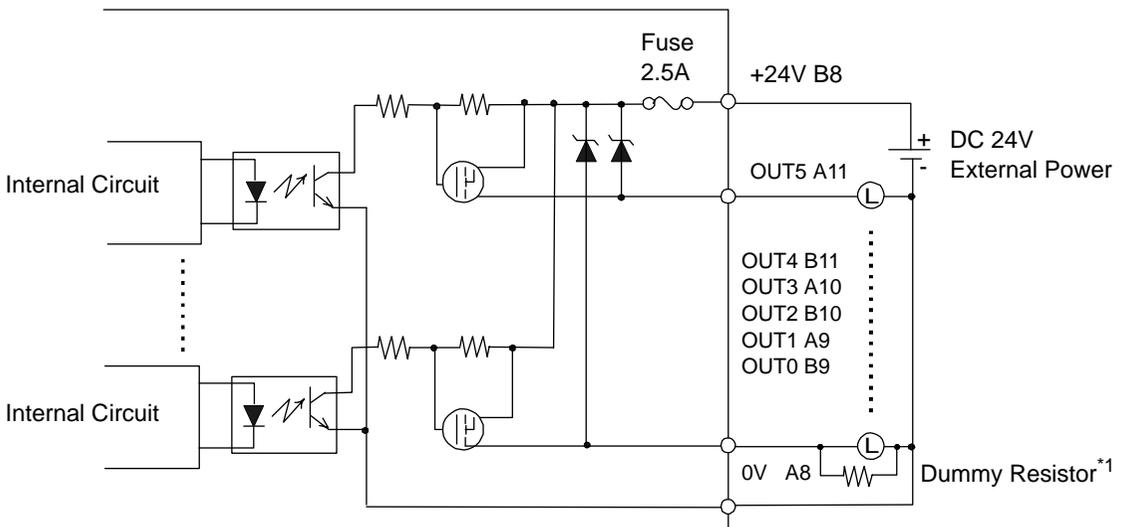 Fuse
2.5A
+24V B8
+
DC 24V
-
External Power
Internal Circuit
OUT5 A11
L
OUT4 B11
OUT3 A10
OUT2 B10
OUT1 A9
OUT0 B9
Internal Circuit
L
0V A8
Dummy Resistor*1